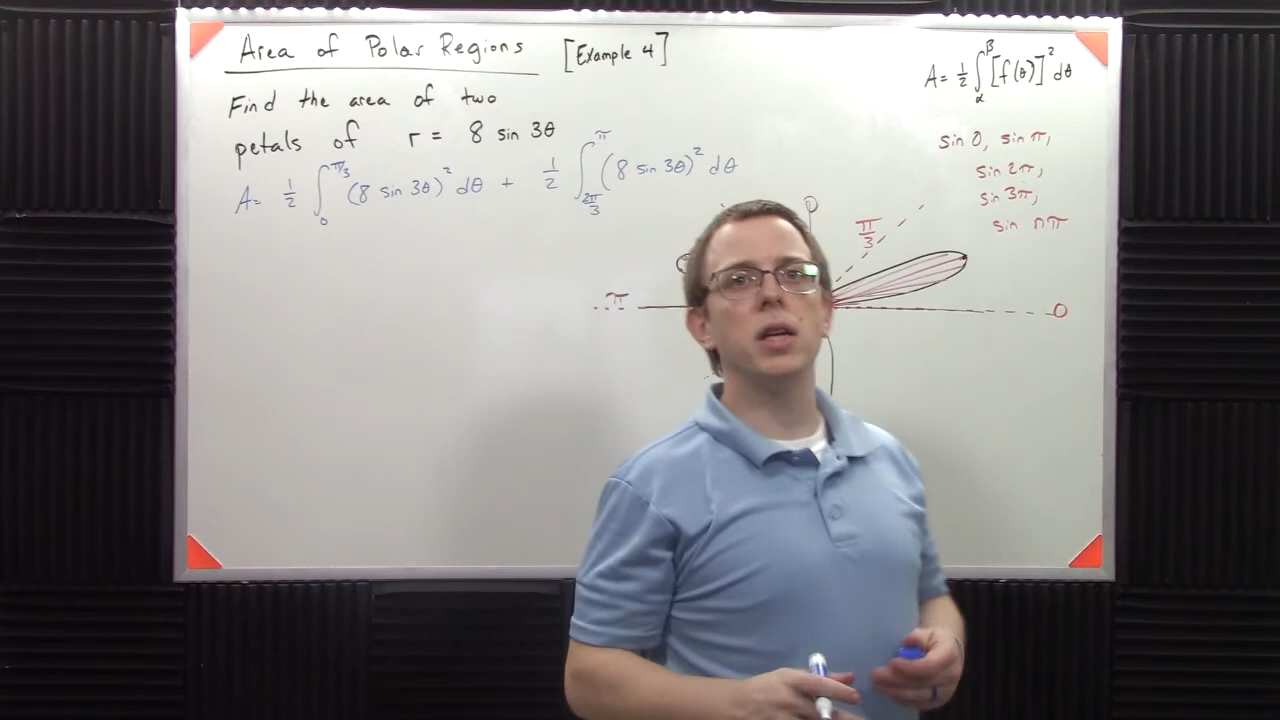 Area of Polar Regions [Example 4]
Find the area of two
petals of r = 8 sin 3θ
A = 1/2 ∫_0^{π/3} (8 sin 3θ)² dθ + 1/2 ∫_{2π/3}^{π} (8 sin 3θ)² dθ
A = 1/2 ∫_α^β [f(θ)]² dθ
sin 0, sin π,
sin 2π,
sin 3π,
sin nπ
π/3
π
0